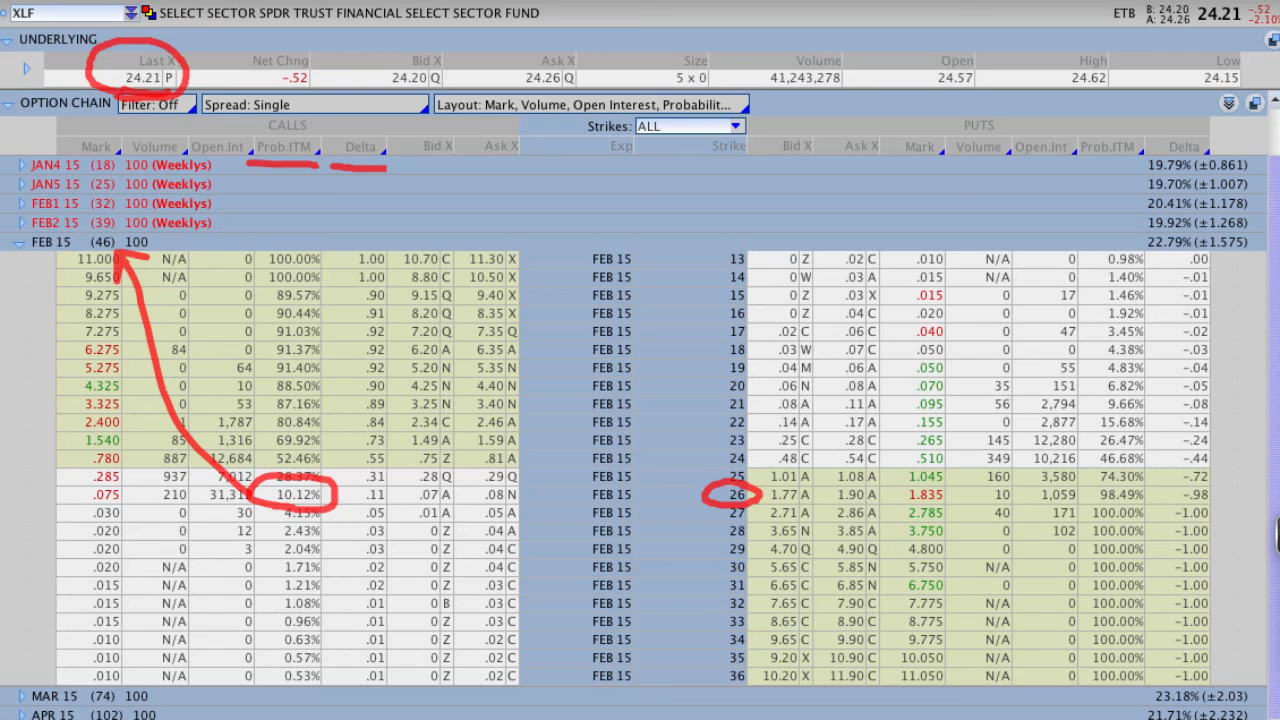 XLF SELECT SECTOR SPDR TRUST FINANCIAL SELECT SECTOR FUND ETB B: 24.20 A: 24.26 24.21 -.52 -2.10%
UNDERLYING
Last X Net Chng Bid X Ask X Size Volume Open High Low
24.21 P -.52 24.20 Q 24.26 Q 5 x 0 41,243,278 24.57 24.62 24.15
OPTION CHAIN Filter: Off Spread: Single Layout: Mark, Volume, Open Interest, Probabilit...
CALLS Strikes: ALL PUTS
Mark Volume Open.Int Prob.ITM Delta Bid X Ask X Exp Strike Bid X Ask X Mark Volume Open.Int Prob.ITM Delta
JAN4 15 (18) 100 (Weeklys) 19.79% (±0.861)
JAN5 15 (25) 100 (Weeklys) 19.70% (±1.007)
FEB1 15 (32) 100 (Weeklys) 20.41% (±1.178)
FEB2 15 (39) 100 (Weeklys) 19.92% (±1.268)
FEB 15 (46) 100 22.79% (±1.575)
11.000 N/A 0 100.00% 1.00 10.70 C 11.30 X FEB 15 13 0 Z .02 C .010 N/A 0 0.98% .00
9.650 N/A 0 100.00% 1.00 8.80 C 10.50 X FEB 15 14 0 W .03 A .015 N/A 0 1.40% -.01
9.275 0 0 89.57% .90 9.15 Q 9.40 X FEB 15 15 0 Z .03 X .015 0 17 1.46% -.01
8.275 0 0 90.44% .91 8.20 Q 8.35 X FEB 15 16 0 Z .04 C .020 0 0 1.92% -.01
7.275 0 0 91.03% .92 7.20 Q 7.35 Q FEB 15 17 .02 C .06 C .040 0 47 3.45% -.02
6.275 84 0 91.37% .92 6.20 A 6.35 A FEB 15 18 .03 W .07 C .050 0 0 4.38% -.03
5.275 0 64 91.40% .92 5.20 N 5.35 N FEB 15 19 .04 M .06 A .050 0 55 4.83% -.04
4.325 0 10 88.50% .90 4.25 N 4.40 N FEB 15 20 .06 N .08 A .070 35 151 6.82% -.05
3.325 0 53 87.16% .89 3.25 N 3.40 N FEB 15 21 .08 A .11 A .095 56 2,794 9.66% -.08
2.400 1 1,787 80.84% .84 2.34 C 2.46 A FEB 15 22 .14 A .17 A .155 0 2,877 15.68% -.14
1.540 85 1,316 69.92% .73 1.49 A 1.59 A FEB 15 23 .25 C .28 C .265 145 12,280 26.47% -.24
.780 887 12,684 52.46% .55 .75 Z .81 A FEB 15 24 .48 C .54 C .510 349 10,216 46.68% -.44
.285 937 7,012 28.37% .31 .28 Q .29 Q FEB 15 25 1.01 A 1.08 A 1.045 160 3,580 74.30% -.72
.075 210 10.12% .11 .07 A .08 N FEB 15 26 1.77 A 1.90 A 1.835 10 1,059 98.49% -.98
.030 0 30 4.15% .05 .01 A .05 A FEB 15 27 2.71 A 2.86 A 2.785 40 171 100.00% -1.00
.020 0 12 2.43% .03 0 Z .04 A FEB 15 28 3.65 N 3.85 A 3.750 0 102 100.00% -1.00
.020 0 3 2.04% .03 0 Z .04 C FEB 15 29 4.70 Q 4.90 Q 4.800 0 0 100.00% -1.00
.020 N/A 0 1.71% .02 0 Z .04 C FEB 15 30 5.65 C 5.85 N 5.750 N/A 0 100.00% -1.00
.015 N/A 0 1.21% .02 0 Z .03 C FEB 15 31 6.65 C 6.85 N 6.750 0 0 100.00% -1.00
.015 N/A 0 1.08% .01 0 B .03 C FEB 15 32 7.65 C 7.90 C 7.775 N/A 0 100.00% -1.00
.015 N/A 0 0.96% .01 0 Z .03 C FEB 15 33 8.65 C 8.90 C 8.775 N/A 0 100.00% -1.00
.010 N/A 0 0.63% .01 0 Z .02 C FEB 15 34 9.65 C 9.90 C 9.775 N/A 0 100.00% -1.00
.010 N/A 0 0.57% .01 0 Z .02 C FEB 15 35 9.20 X 10.90 C 10.050 N/A 0 100.00% -1.00
.010 N/A 0 0.53% .01 0 Z .02 C FEB 15 36 10.20 X 11.90 C 11.050 N/A 0 100.00% -1.00
MAR 15 (74) 100 23.18% (±2.03)
APR 15 (102) 100 21.71% (±2.232)